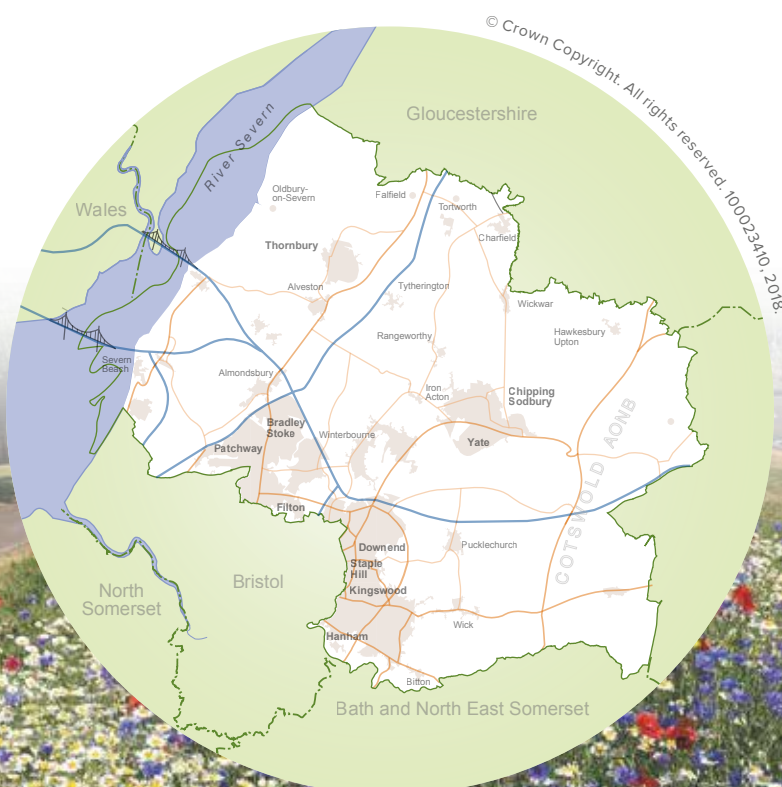 © Crown Copyright. All rights reserved. 100023410, 2018.
Gloucestershire
River Severn
Wales
Oldbury-
on-Severn
Falfield
Tortworth
Charfield
Thornbury
Alveston
Tytherington
Wickwar
Hawkesbury
Upton
Rangeworthy
Severn
Beach
Almondsbury
Iron
Acton
Chipping
Sodbury
Bradley
Stoke
Winterbourne
Yate
Patchway
COTSWOLD AONB
Filton
Downend
Pucklechurch
Staple
Hill
Kingswood
Bristol
North
Somerset
Wick
Hanham
Bitton
Bath and North East Somerset